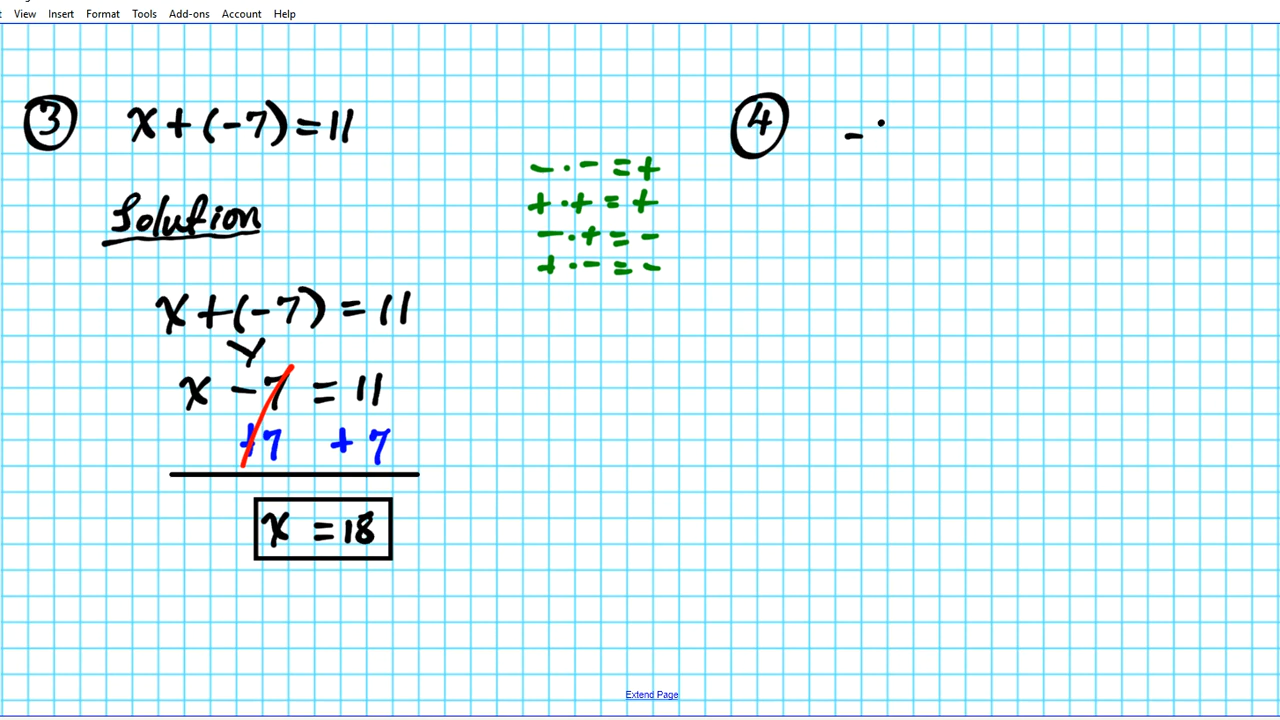 View Insert Format Tools Add-ons Account Help
3 x + (-7) = 11
Solution
x + (-7) = 11
x - 7 = 11
+7 +7
x = 18
- · - = +
+ · + = +
- · + = -
+ · - = -
4 -
Extend Page